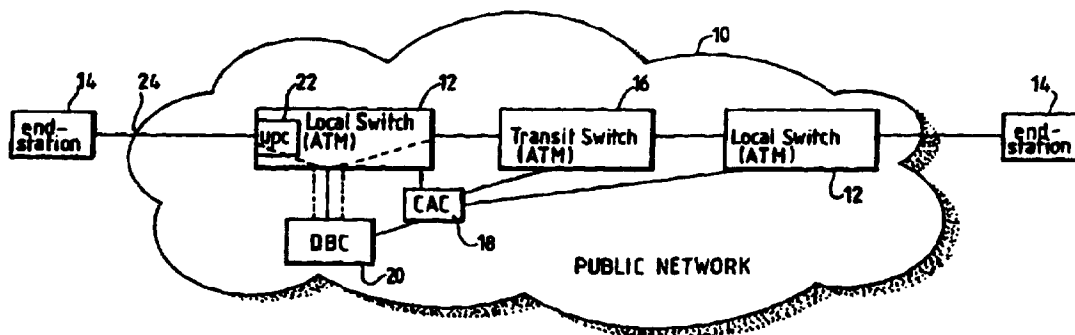 10
14
24
22
12
16
14
end-
station
upc
Local Switch
(ATM)
Transit Switch
(ATM)
Local Switch
(ATM)
end-
station
CAC
18
12
DBC
20
PUBLIC NETWORK